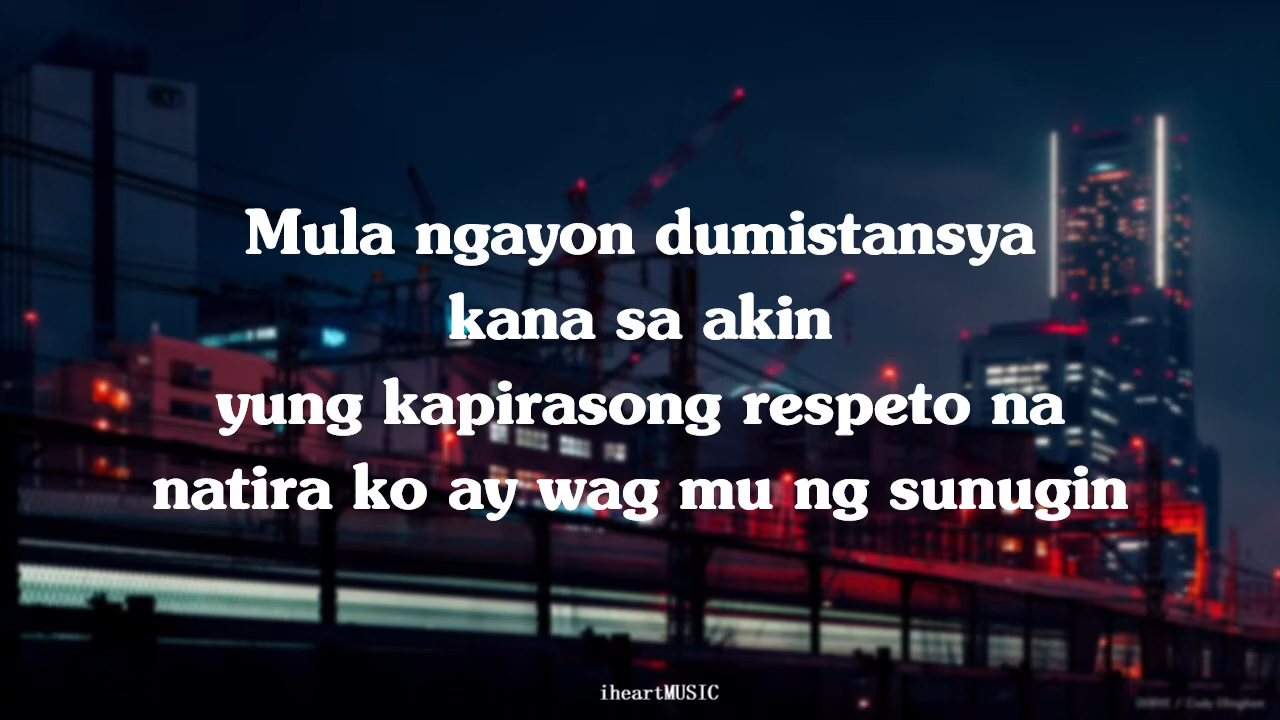 Mula ngayon dumistansya
kana sa akin
yung kapirasong respeto na
natira ko ay wag mu ng sunugin
iheartMUSIC